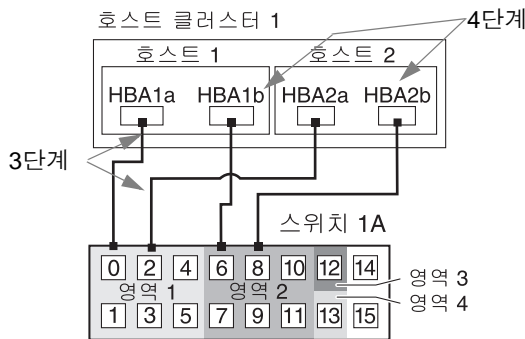 호스트 클러스터 1
4단계
호스트 1
호스트 2
HBA1a
HBA1b
HBA2a
HBA2b
3단계
스위치 1A
0 2 4 6 8 10 12 14
영역 1
영역 2
영역 3
영역 4
1 3 5 7 9 11 13 15